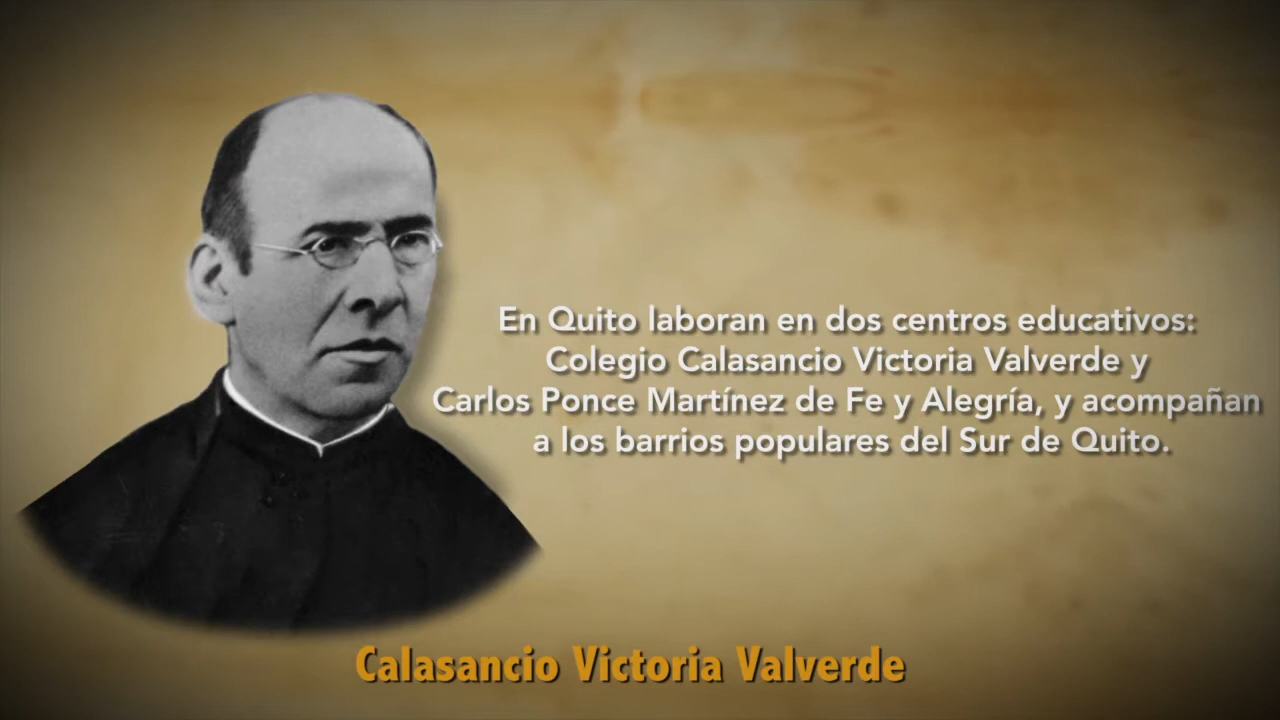 En Quito laboran en dos centros educativos:
Colegio Calasancio Victoria Valverde y
Carlos Ponce Martínez de Fe y Alegría, y acompañan
a los barrios populares del Sur de Quito.
Calasancio Victoria Valverde